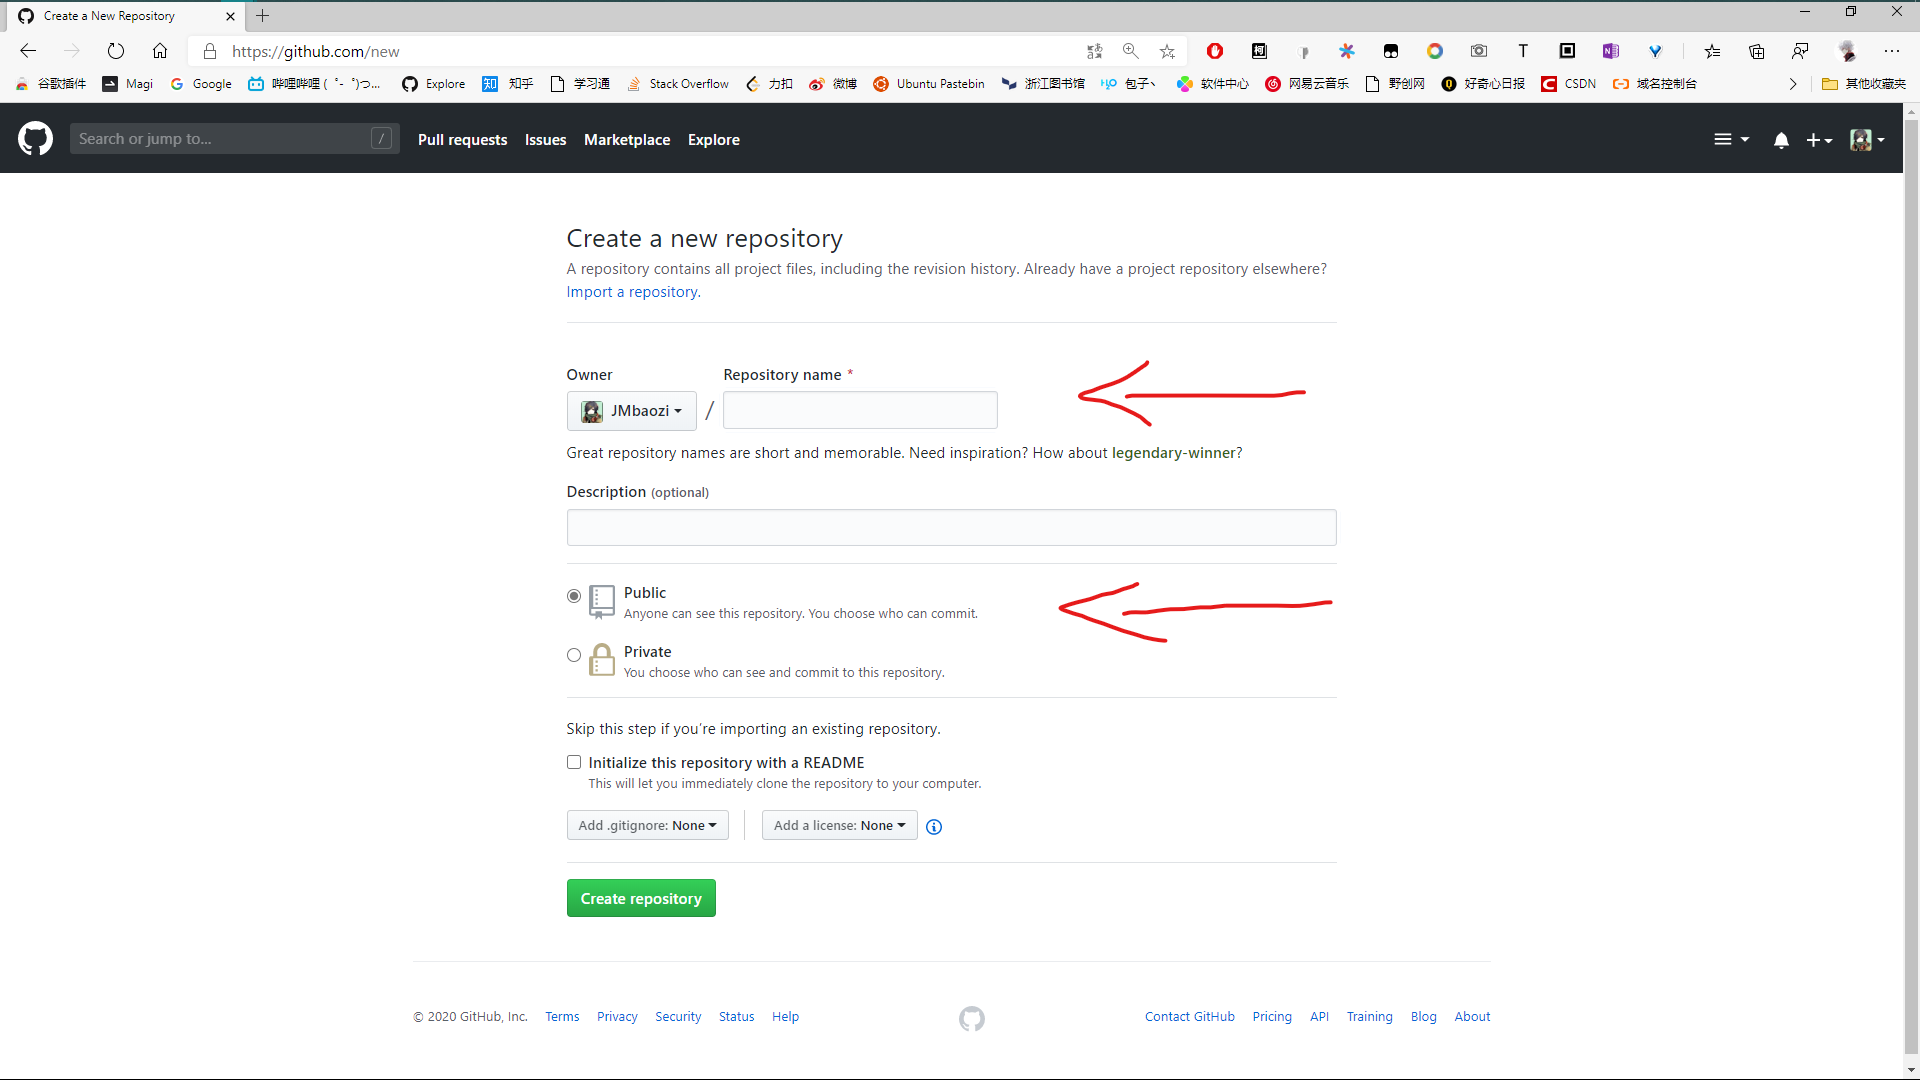 Create a New Repository
https://github.com/new
谷歌插件 Magi Google 哔哩哔哩 ( ゜- ゜)つ... Explore 知乎 学习通 Stack Overflow 力扣 微博 Ubuntu Pastebin 浙江图书馆 包子丶 软件中心 网易云音乐 野创网 好奇心日报 CSDN 域名控制台 其他收藏夹
Search or jump to... / Pull requests Issues Marketplace Explore
Create a new repository
A repository contains all project files, including the revision history. Already have a project repository elsewhere?
Import a repository.
Owner Repository name *
JMbaozi /
Great repository names are short and memorable. Need inspiration? How about legendary-winner?
Description (optional)
Public
Anyone can see this repository. You choose who can commit.
Private
You choose who can see and commit to this repository.
Skip this step if you're importing an existing repository.
Initialize this repository with a README
This will let you immediately clone the repository to your computer.
Add .gitignore: None Add a license: None
Create repository
© 2020 GitHub, Inc. Terms Privacy Security Status Help Contact GitHub Pricing API Training Blog About